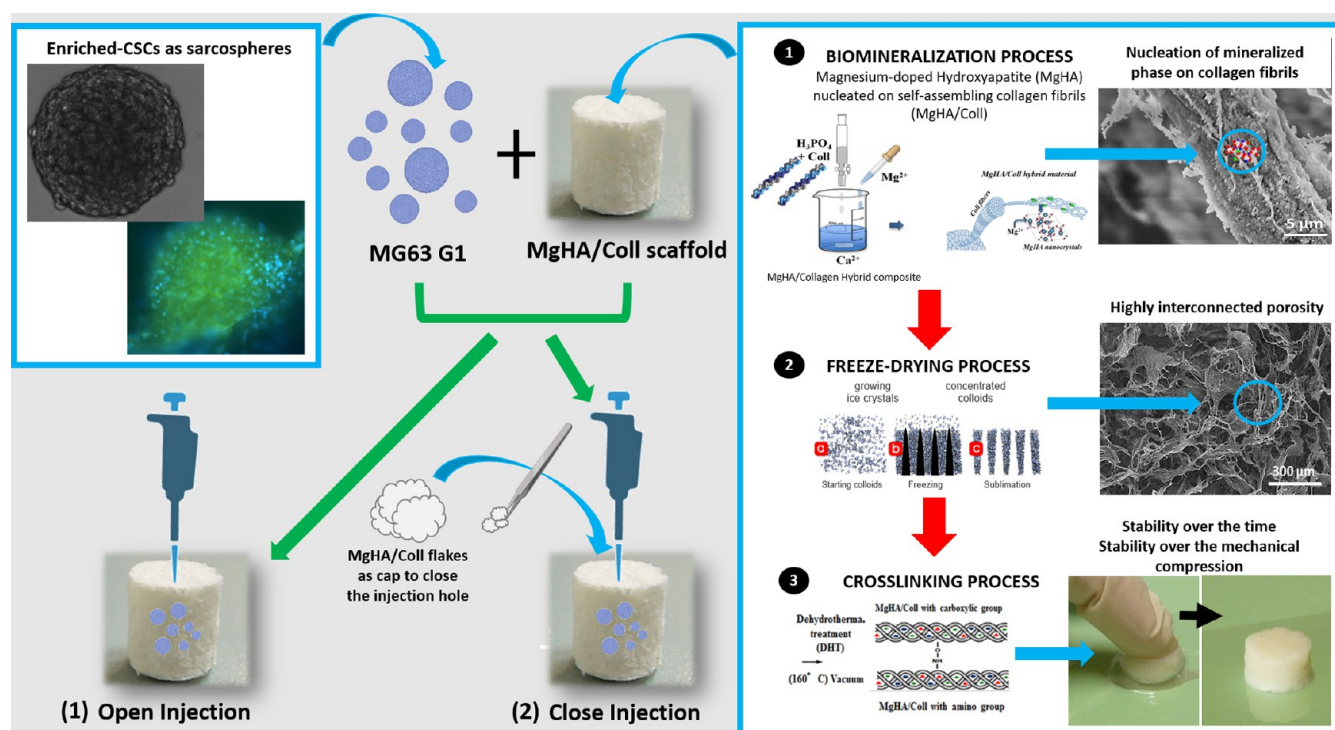 Enriched-CSCs as sarcospheres
MG63 G1
+
MgHA/Coll scaffold
MgHA/Coll flakes
as cap to close
the injection hole
(1) Open Injection
(2) Close Injection
1
BIOMINERALIZATION PROCESS
Magnesium-doped Hydroxyapatite (MgHA)
nucleated on self-assembling collagen fibrils
(MgHA/Coll)
H₃PO₄
+ Coll
Mg²⁺
Ca²⁺
MgHA/Collagen Hybrid composite
MgHA/Coll hybrid material
Coll fibers
Mg²⁺
MgHA nanocrystals
Nucleation of mineralized
phase on collagen fibrils
5 µm
2
FREEZE-DRYING PROCESS
growing
ice crystals
concentrated
colloids
a
b
c
Starting colloids
Freezing
Sublimation
Highly interconnected porosity
300 µm
3
CROSSLINKING PROCESS
Dehydrotherma.
treatment
(DHT)
(160° C) Vacuum
MgHA/Coll with carboxylic group
NH
MgHA/Coll with amino group
Stability over the time
Stability over the mechanical
compression